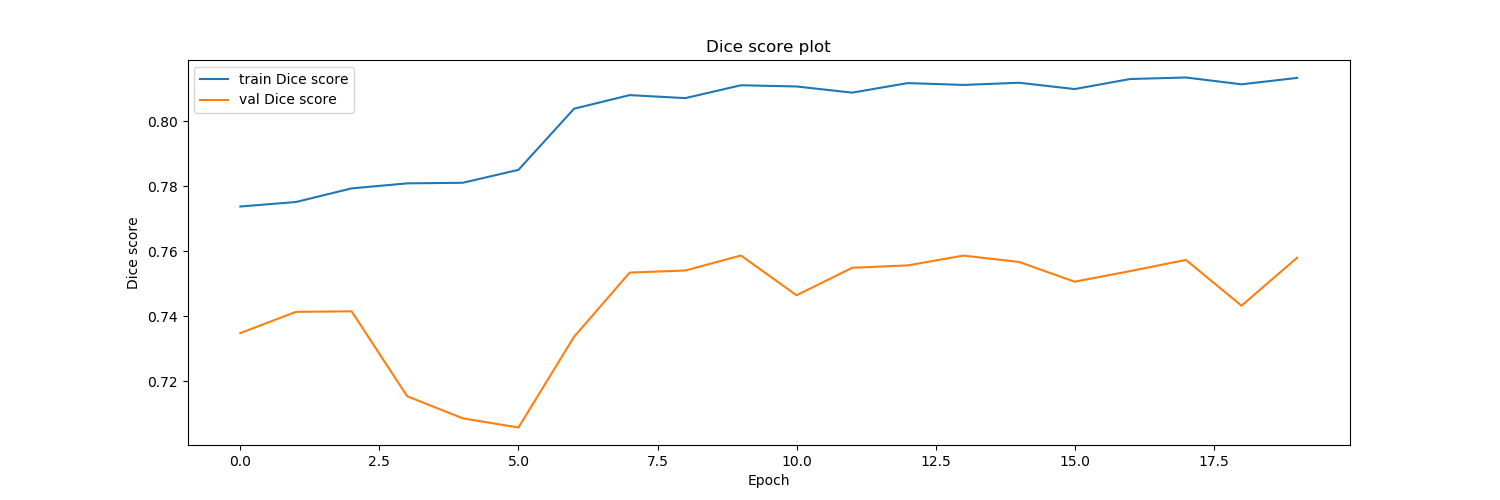 Dice score plot
train Dice score
val Dice score
0.80
0.78
0.76
0.74
0.72
Dice score
0.0 2.5 5.0 7.5 10.0 12.5 15.0 17.5
Epoch